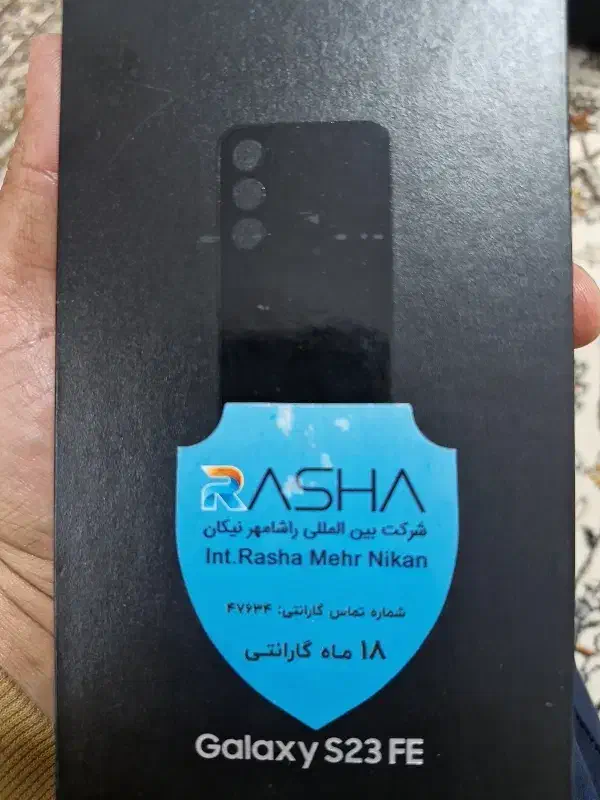 RASHA
شرکت بین المللی راشامهر نیکان
Int.Rasha Mehr Nikan
شماره تماس گارانتی: ۴۷۶۳۴
۱۸ ماه گارانتی
Galaxy S23 FE